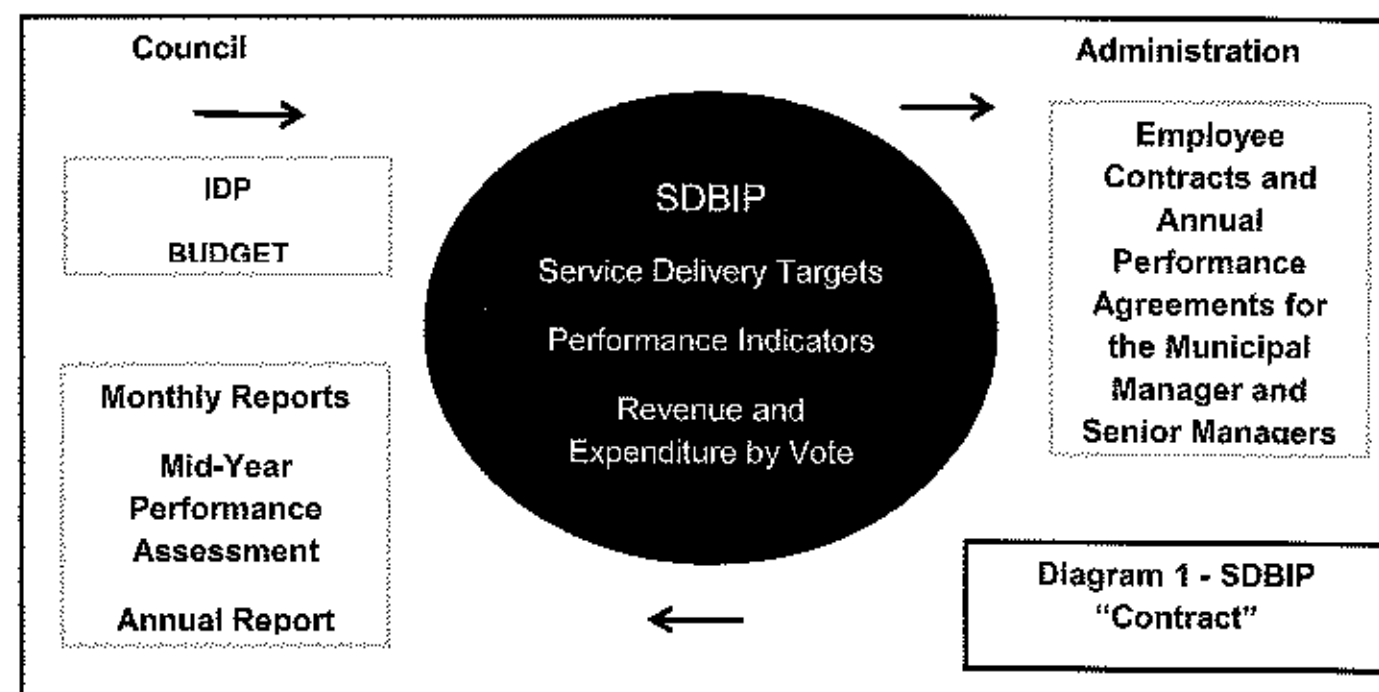 Council
IDP
BUDGET
Monthly Reports
Mid-Year
Performance
Assessment
Annual Report
SDBIP
Service Delivery Targets
Performance Indicators
Revenue and
Expenditure by Vote
Administration
Employee
Contracts and
Annual
Performance
Agreements for
the Municipal
Manager and
Senior Managers
Diagram 1 - SDBIP
"Contract"